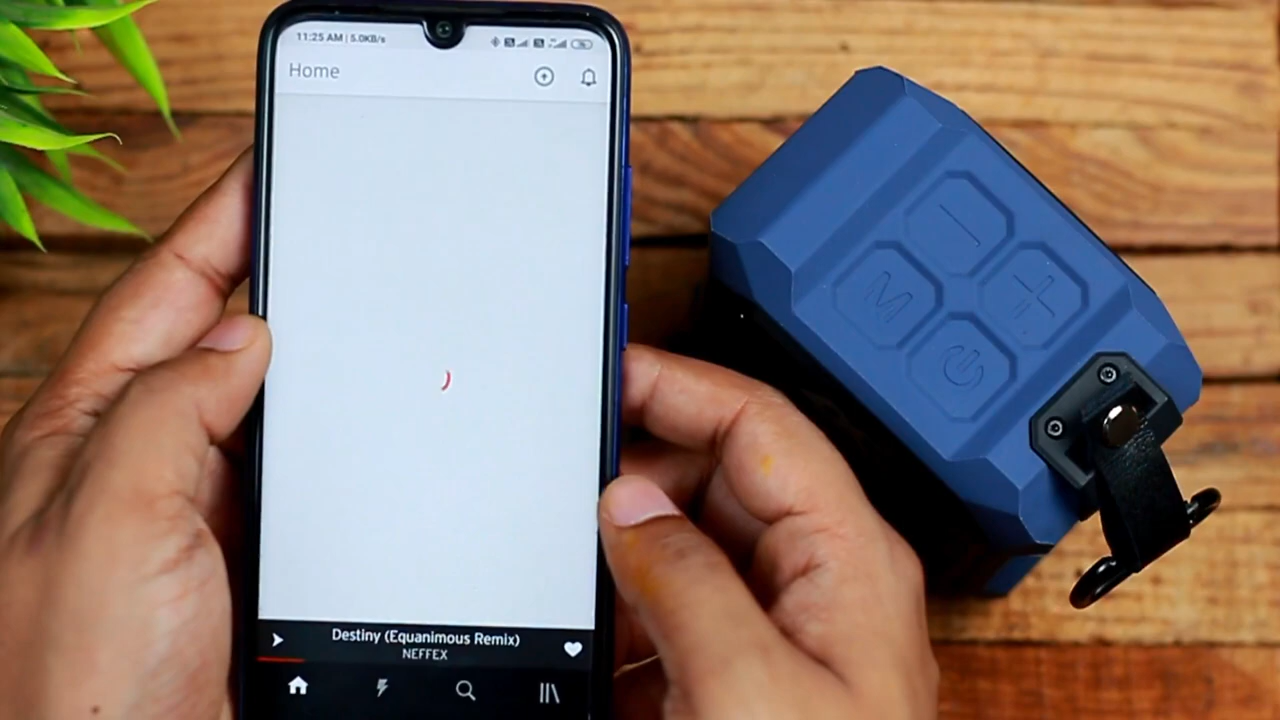 11:25 AM | 5.0KB/s
Home
Destiny (Equanimous Remix)
NEFFEX
M